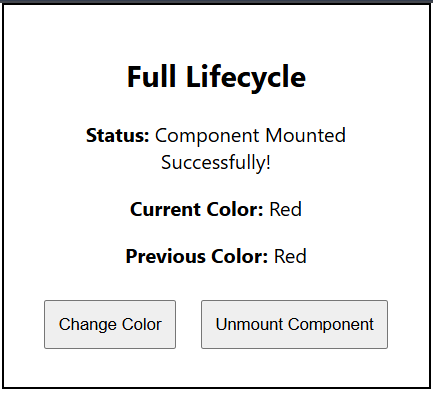 Full Lifecycle
Status: Component Mounted
Successfully!
Current Color: Red
Previous Color: Red
Change Color
Unmount Component